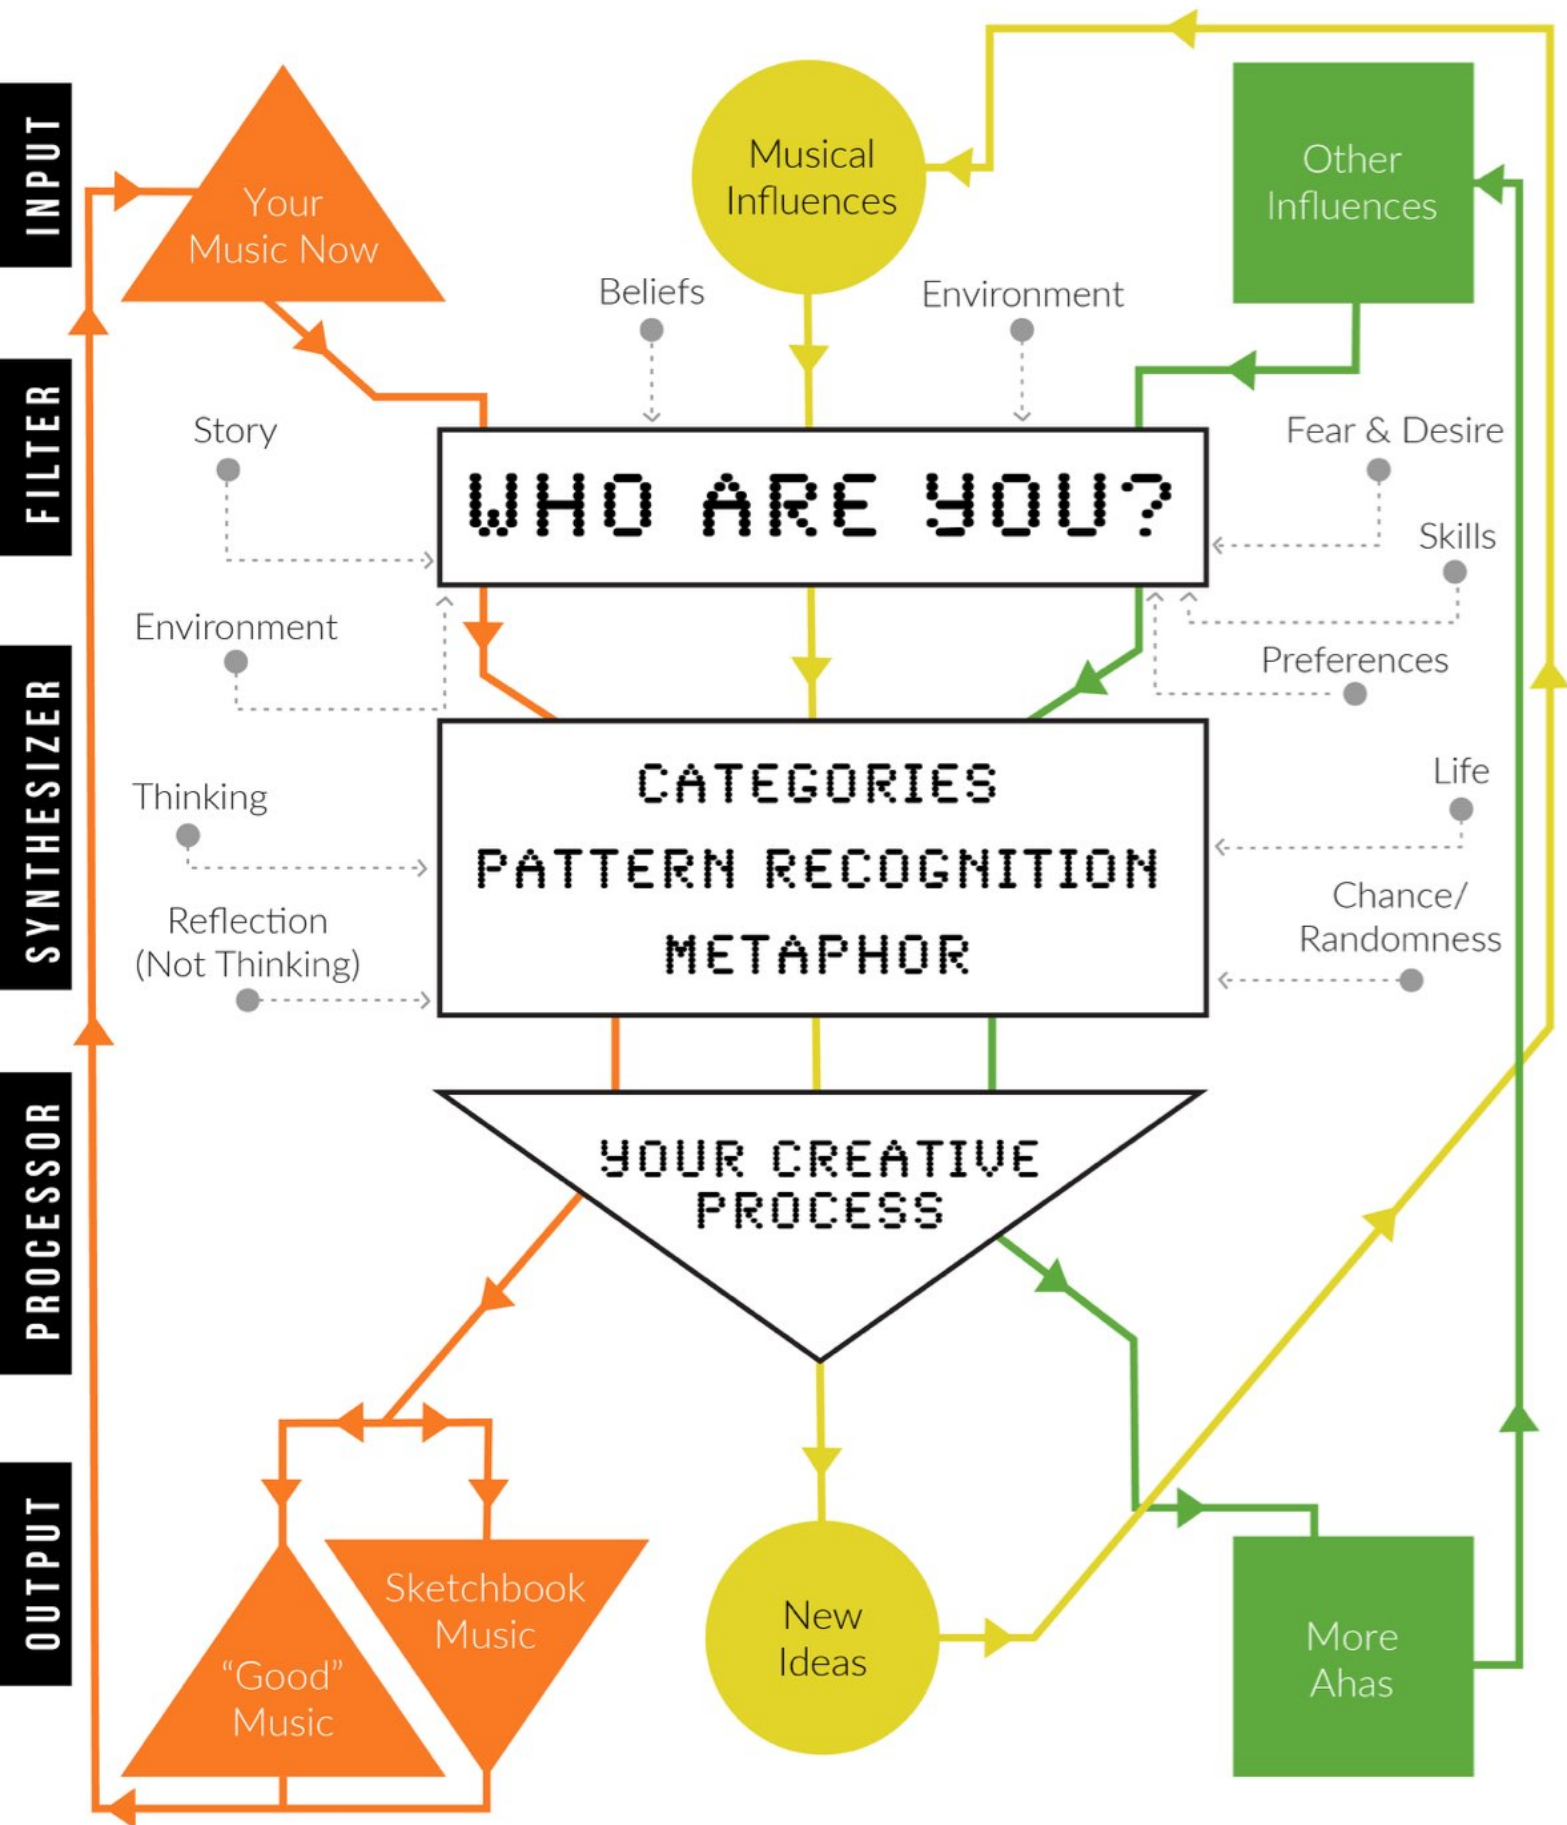 INPUT
Your
Music Now
Musical
Influences
Other
Influences
Beliefs
Environment
FILTER
Story
WHO ARE YOU?
Fear & Desire
Skills
Environment
Preferences
SYNTHESIZER
Thinking
Reflection
(Not Thinking)
CATEGORIES
PATTERN RECOGNITION
METAPHOR
Life
Chance/
Randomness
PROCESSOR
YOUR CREATIVE
PROCESS
OUTPUT
“Good”
Music
Sketchbook
Music
New
Ideas
More
Ahas